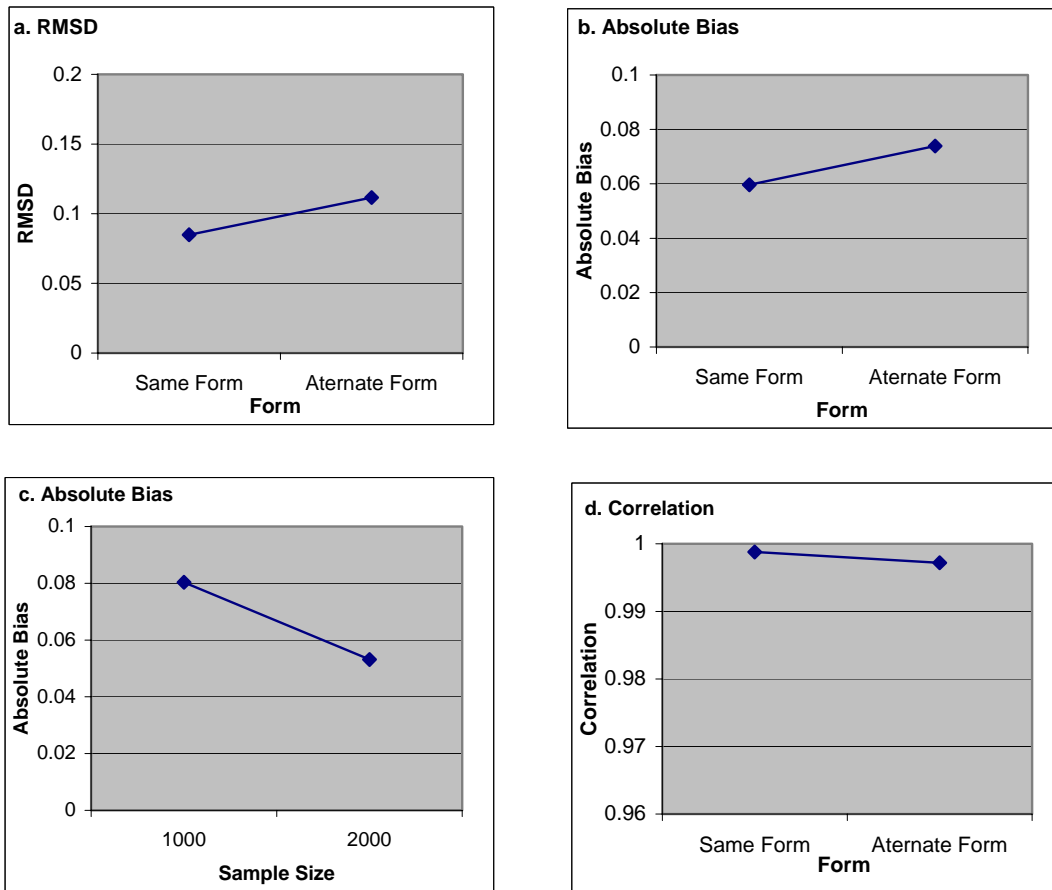 a. RMSD
0.2
0.15
0.1
0.05
0
RMSD
Same Form Aternate Form
Form
b. Absolute Bias
0.1
0.08
0.06
0.04
0.02
0
Absolute Bias
Same Form Aternate Form
Form
c. Absolute Bias
0.1
0.08
0.06
0.04
0.02
0
Absolute Bias
1000 2000
Sample Size
d. Correlation
1
0.99
0.98
0.97
0.96
Correlation
Same Form Aternate Form
Form